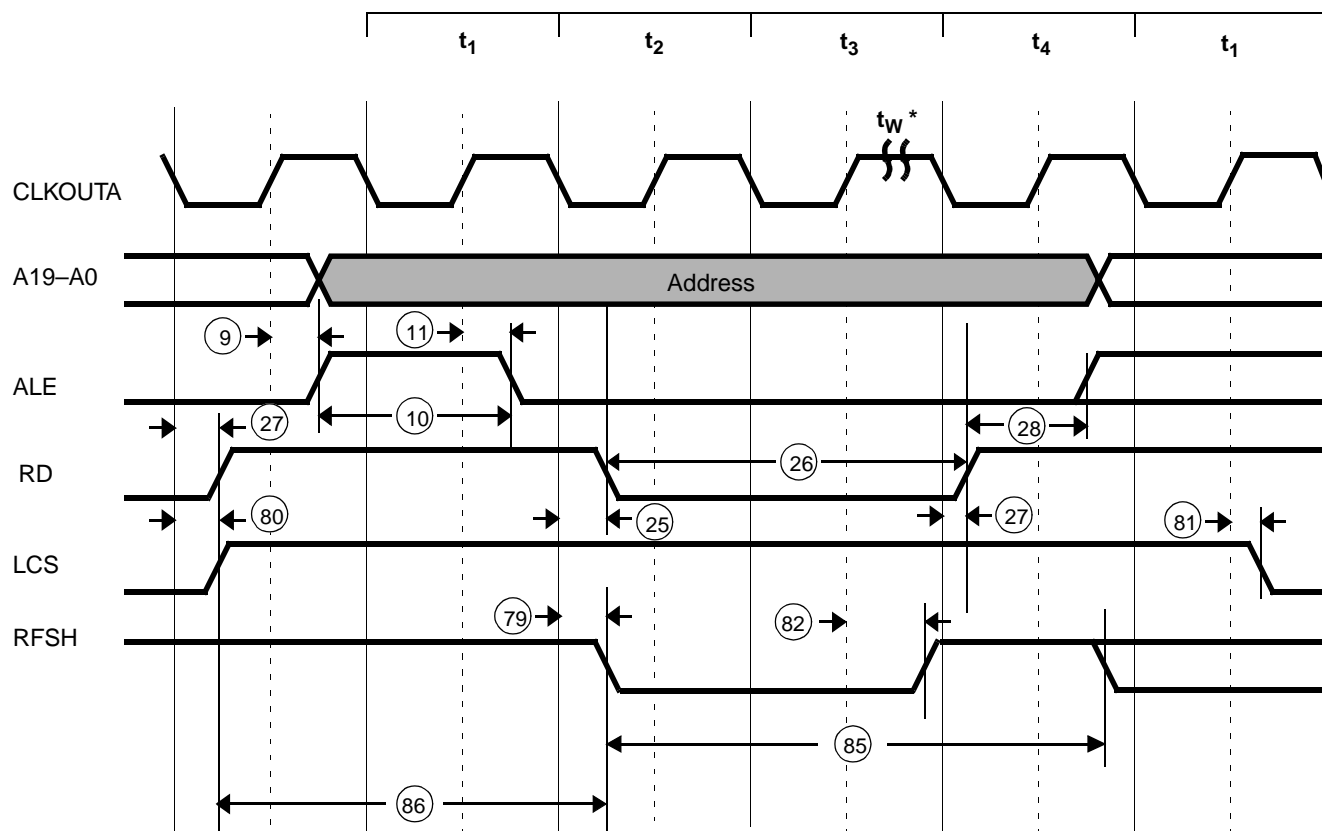 t1 t2 t3 t4 t1
tW *
CLKOUTA
A19–A0 Address
9 11
ALE
10
27 28
RD 26
80 25 27 81
LCS
79 82
RFSH
85
86